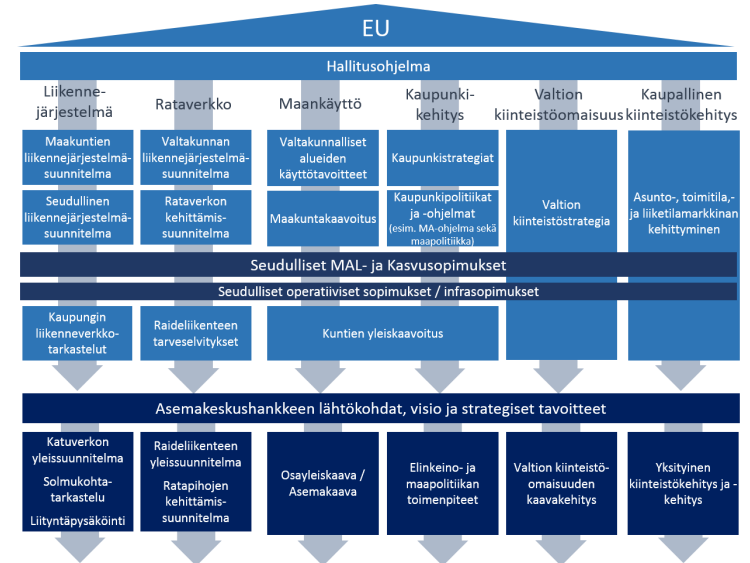 EU
Hallitusohjelma
Liikenne-
järjestelmä
Rataverkko
Maankäyttö
Kaupunki-
kehitys
Valtion
kiinteistöomaisuus
Kaupallinen
kiinteistökehitys
Maakuntien
liikennejärjestelmä-
suunnitelma
Valtakunnan
liikennejärjestelmä-
suunnitelma
Valtakunnalliset
alueiden
käyttötavoitteet
Kaupunkistrategiat
Seudullinen
liikennejärjestelmä-
suunnitelma
Rataverkon
kehittämis-
suunnitelma
Maakuntakaavoitus
Kaupunkipolitiikat
ja -ohjelmat
(esim. MA-ohjelma sekä
maapolitiikka)
Valtion
kiinteistöstrategia
Asunto-, toimitila,-
ja liiketilamarkkinan
kehittyminen
Seudulliset MAL- ja Kasvusopimukset
Seudulliset operatiiviset sopimukset / infrasopimukset
Kaupungin
liikenneverkko-
tarkastelut
Raideliikenteen
tarveselvitykset
Kuntien yleiskaavoitus
Asemakeskushankkeen lähtökohdat, visio ja strategiset tavoitteet
Katuverkon
yleissuunnitelma
Solmukohta-
tarkastelu
Liityntäpysäköinti
Raideliikenteen
yleissuunnitelma
Ratapihojen
kehittämis-
suunnitelma
Osayleiskaava /
Asemakaava
Elinkeino- ja
maapolitiikan
toimenpiteet
Valtion kiinteistö-
omaisuuden
kaavakehitys
Yksityinen
kiinteistökehitys ja -
kehitys